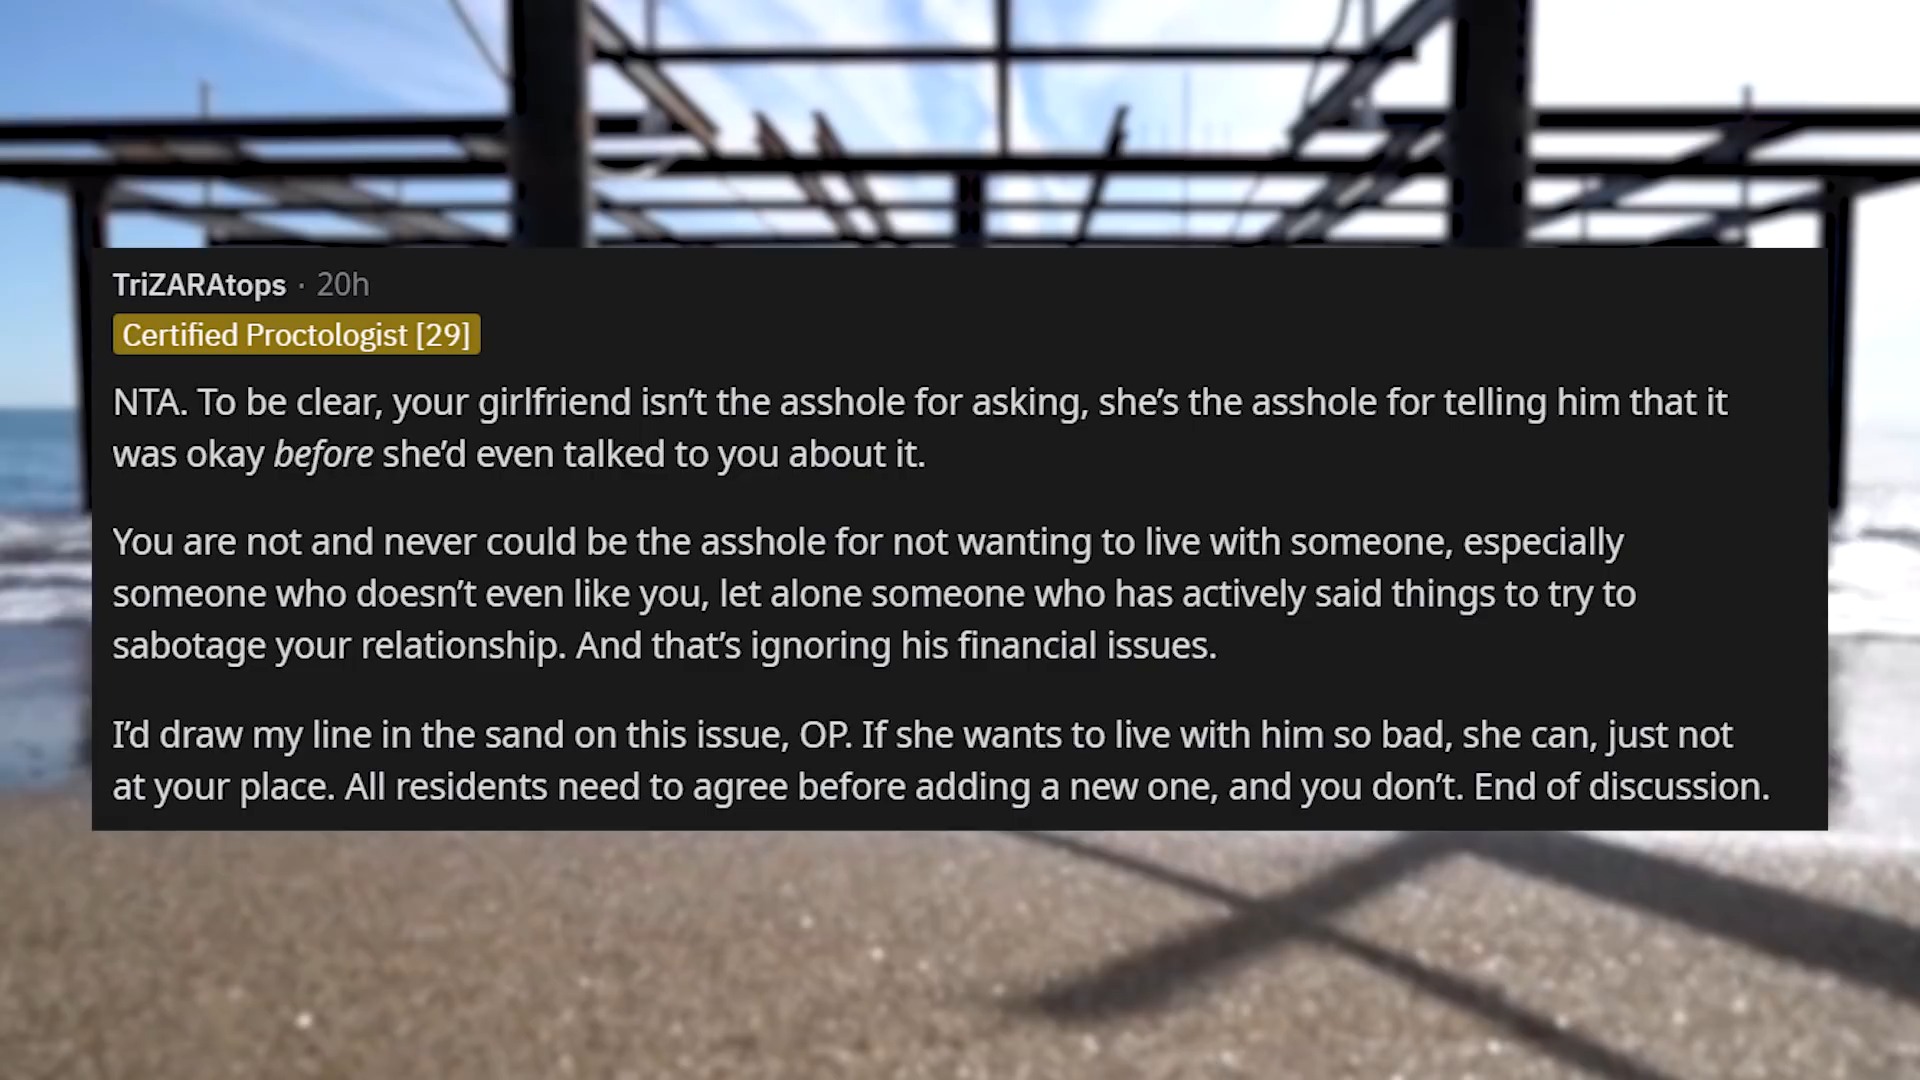 TriZARAtops · 20h
Certified Proctologist [29]
NTA. To be clear, your girlfriend isn’t the asshole for asking, she’s the asshole for telling him that it
was okay before she’d even talked to you about it.
You are not and never could be the asshole for not wanting to live with someone, especially
someone who doesn’t even like you, let alone someone who has actively said things to try to
sabotage your relationship. And that’s ignoring his financial issues.
I’d draw my line in the sand on this issue, OP. If she wants to live with him so bad, she can, just not
at your place. All residents need to agree before adding a new one, and you don’t. End of discussion.